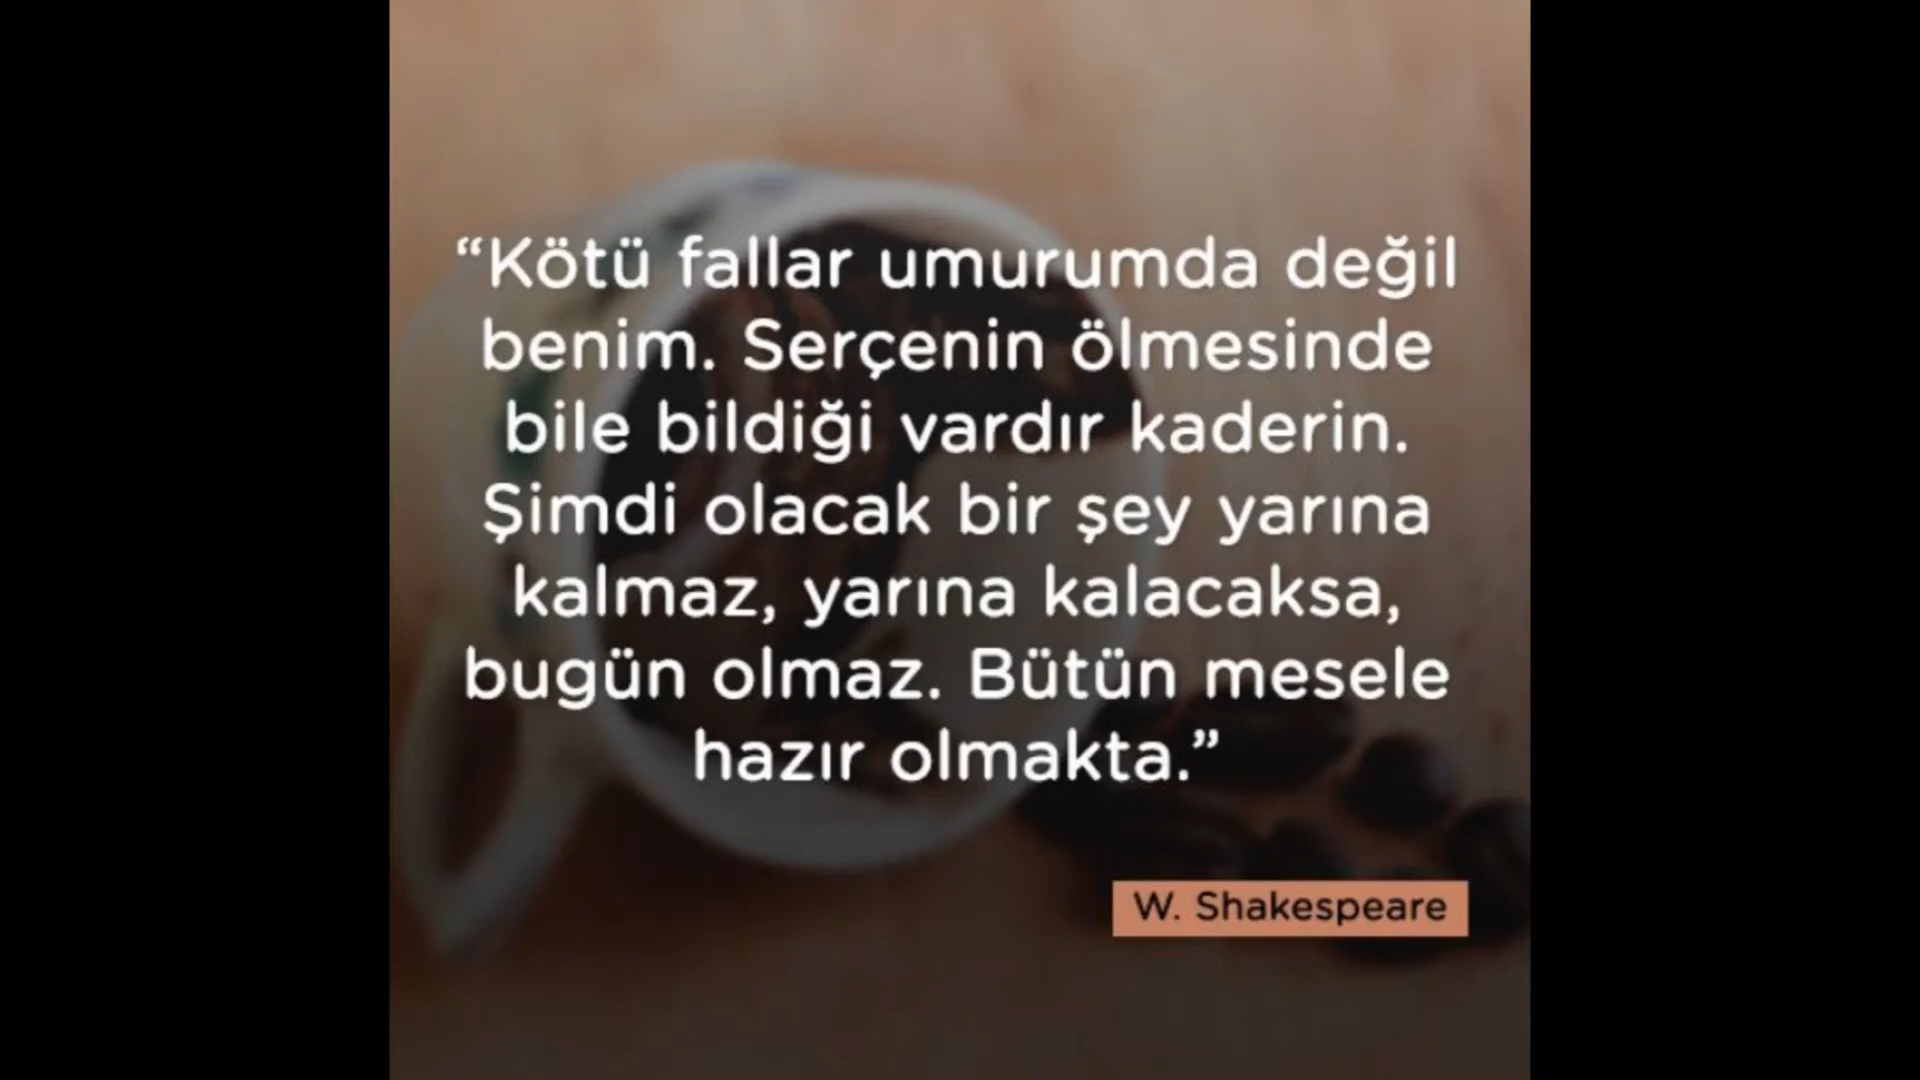 “Kötü fallar umurumda değil
benim. Serçenin ölmesinde
bile bildiği vardır kaderin.
Şimdi olacak bir şey yarına
kalmaz, yarına kalacaksa,
bugün olmaz. Bütün mesele
hazır olmakta.”
W. Shakespeare